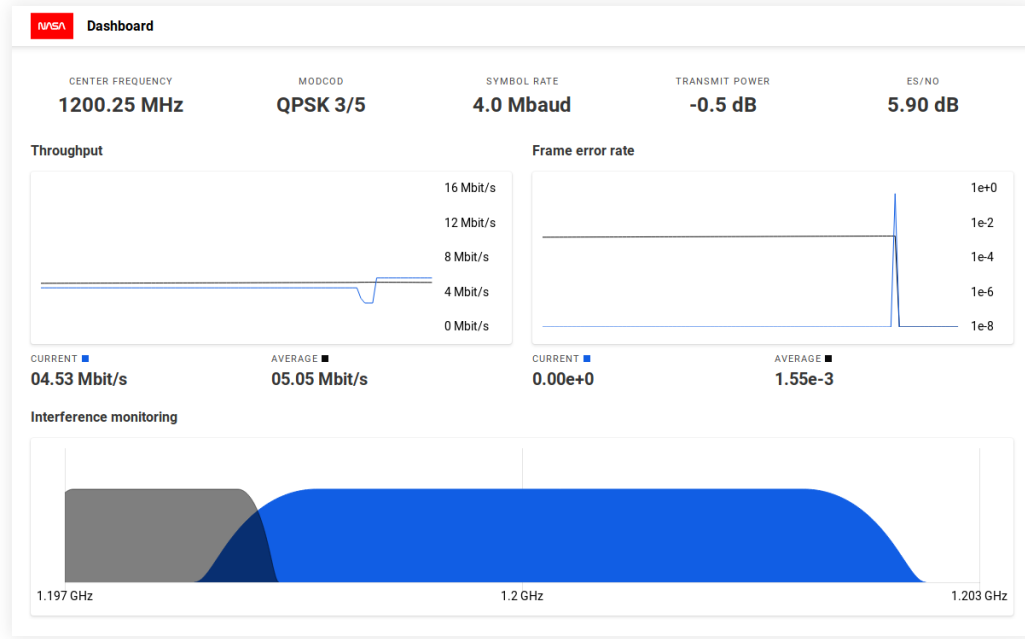 NASA Dashboard
CENTER FREQUENCY MODCOD SYMBOL RATE TRANSMIT POWER ES/NO
1200.25 MHz QPSK 3/5 4.0 Mbaud -0.5 dB 5.90 dB
Throughput
16 Mbit/s
12 Mbit/s
8 Mbit/s
4 Mbit/s
0 Mbit/s
CURRENT AVERAGE
04.53 Mbit/s 05.05 Mbit/s
Frame error rate
1e+0
1e-2
1e-4
1e-6
1e-8
CURRENT AVERAGE
0.00e+0 1.55e-3
Interference monitoring
1.197 GHz 1.2 GHz 1.203 GHz